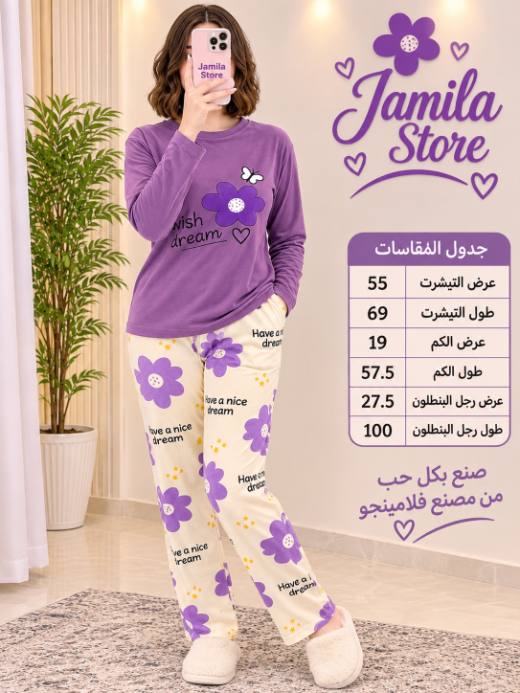 Jamila
Store
Jamila
Store
wish
dream
جدول المقاسات
عرض التيشرت 55
طول التيشرت 69
عرض الكم 19
طول الكم 57.5
عرض رجل البنطلون 27.5
طول رجل البنطلون 100
صنع بكل حب
من مصنع فلامينجو
Have a
dream
Have a nice
dream
Have a nice
dream
Have a
dream
Have a nice
dream
Have a
dream